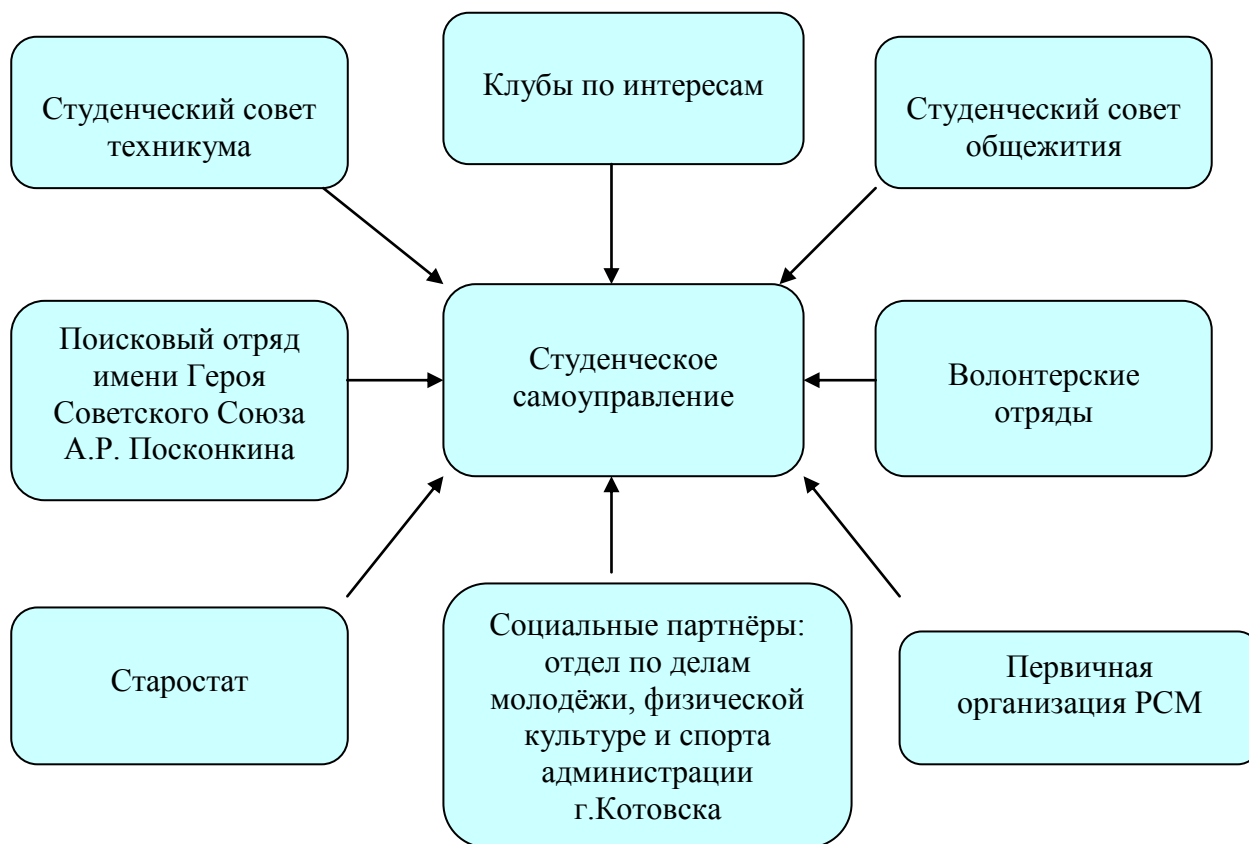 Студенческий совет
техникума
Клубы по интересам
Студенческий совет
общежития
Поисковый отряд
имени Героя
Советского Союза
А.Р. Посконкина
Студенческое
самоуправление
Волонтерские
отряды
Старостат
Социальные партнёры:
отдел по делам
молодёжи, физической
культуре и спорта
администрации
г.Котовска
Первичная
организация РСМ